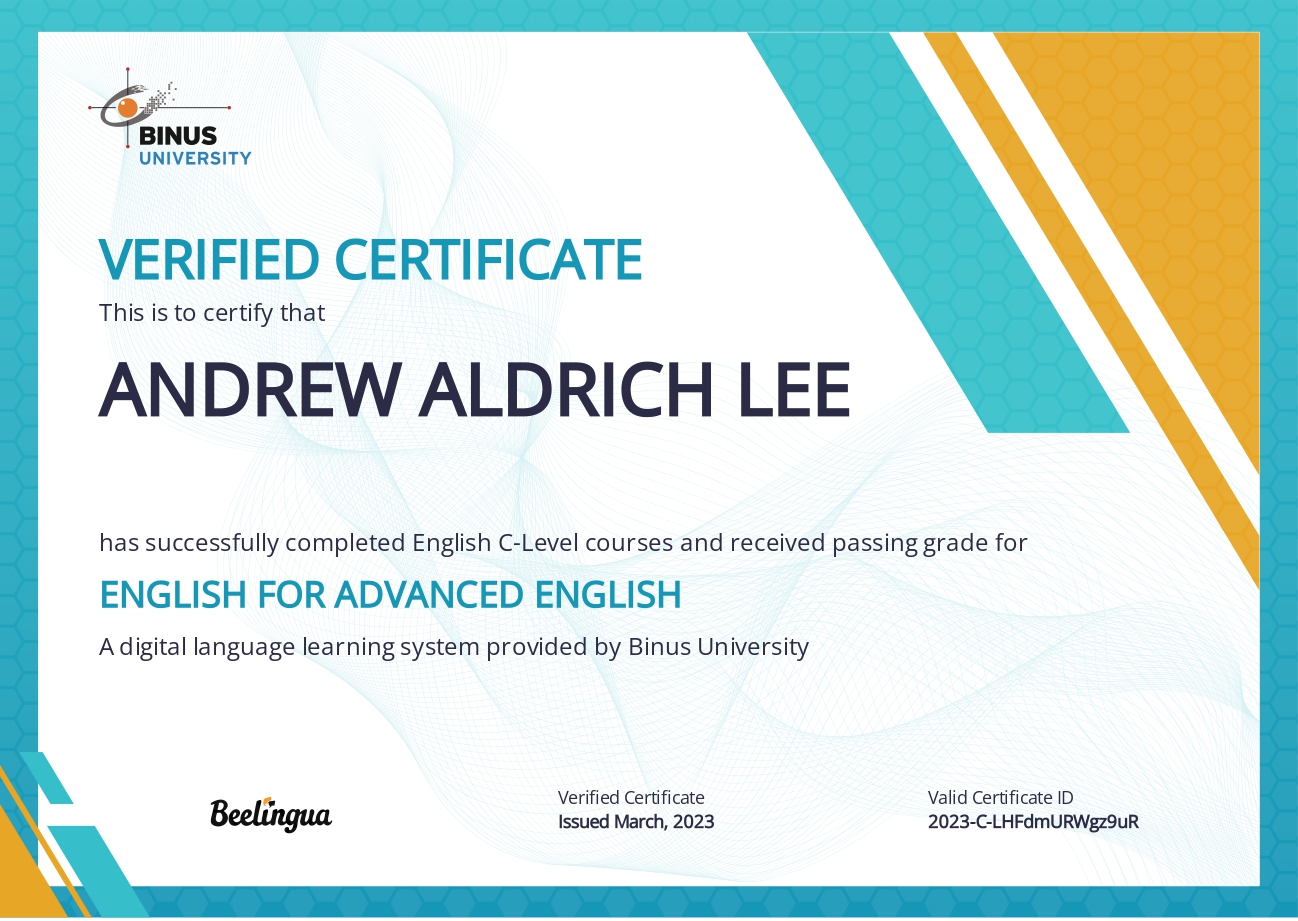 BINUS
UNIVERSITY
VERIFIED CERTIFICATE
This is to certify that
ANDREW ALDRICH LEE
has successfully completed English C-Level courses and received passing grade for
ENGLISH FOR ADVANCED ENGLISH
A digital language learning system provided by Binus University
Beelingua
Verified Certificate
Issued March, 2023
Valid Certificate ID
2023-C-LHFdmURWgz9uR